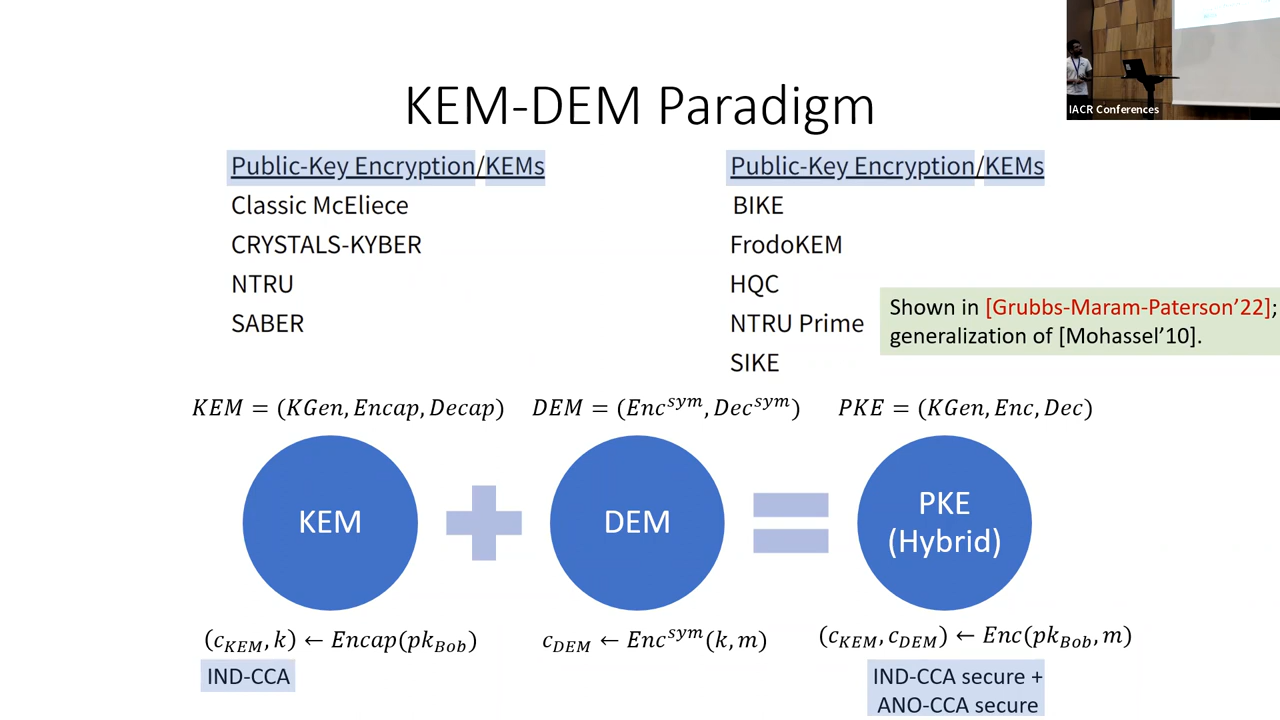 IACR Conferences
KEM-DEM Paradigm
Public-Key Encryption/KEMs
Classic McEliece
CRYSTALS-KYBER
NTRU
SABER
Public-Key Encryption/KEMs
BIKE
FrodoKEM
HQC
NTRU Prime
SIKE
Shown in [Grubbs-Maram-Paterson'22];
generalization of [Mohassel'10].
KEM = (KGen, Encap, Decap)
DEM = (Enc^sym, Dec^sym)
PKE = (KGen, Enc, Dec)
KEM
DEM
PKE
(Hybrid)
(c_KEM, k) ← Encap(pk_Bob)
c_DEM ← Enc^sym(k, m)
(c_KEM, c_DEM) ← Enc(pk_Bob, m)
IND-CCA
IND-CCA secure +
ANO-CCA secure